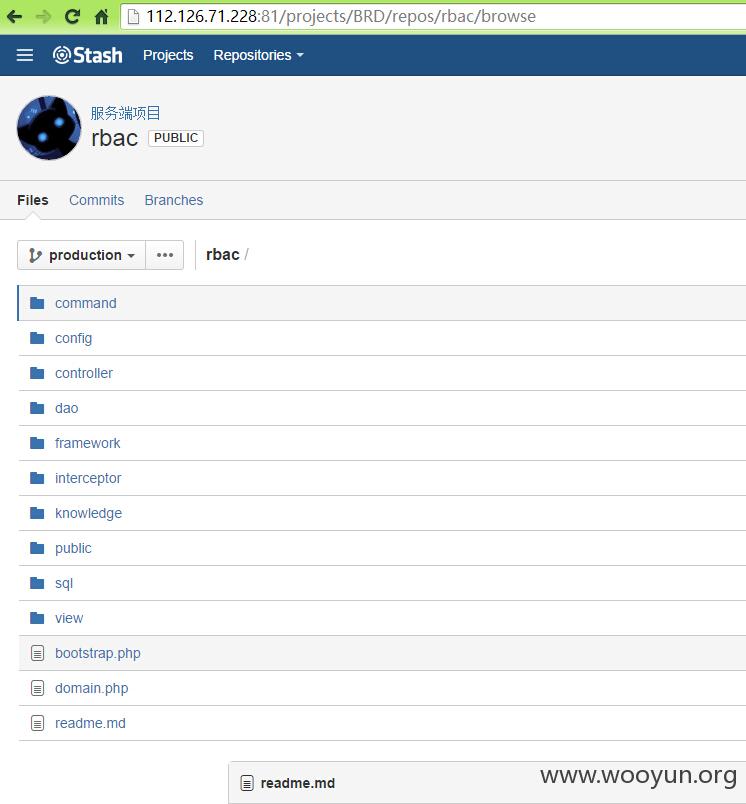 112.126.71.228:81/projects/BRD/repos/rbac/browse
Stash Projects Repositories
服务端项目
rbac PUBLIC
Files Commits Branches
production ••• rbac /
command
config
controller
dao
framework
interceptor
knowledge
public
sql
view
bootstrap.php
domain.php
readme.md
readme.md
www.wooyun.org